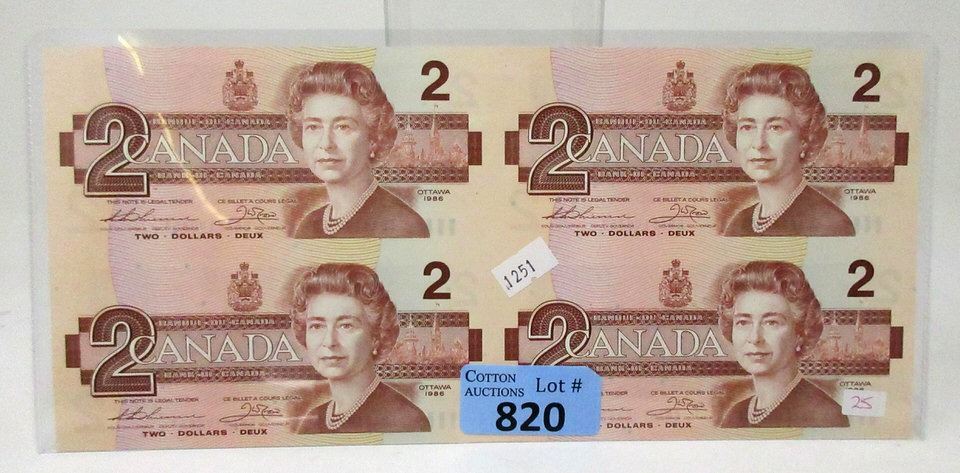 2
BANQUE DU CANADA
2 CANADA
BANK OF CANADA
OTTAWA
1986
THIS NOTE IS LEGAL TENDER CE BILLET A COURS LEGAL
TWO · DOLLARS · DEUX
2
BANQUE DU CANADA
2 CANADA
BANK OF CANADA
OTTAWA
1986
THIS NOTE IS LEGAL TENDER CE BILLET A COURS LEGAL
TWO · DOLLARS · DEUX
1251
2
BANQUE DU CANADA
2 CANADA
BANK OF CANADA
OTTAWA
1986
THIS NOTE IS LEGAL TENDER CE BILLET A COURS LEGAL
TWO · DOLLARS · DEUX
2
BANQUE DU CANADA
2 CANADA
BANK OF CANADA
OTTAWA
A COURS LEGAL
DOLLARS · DEUX
COTTON
AUCTIONS
Lot #
820
25